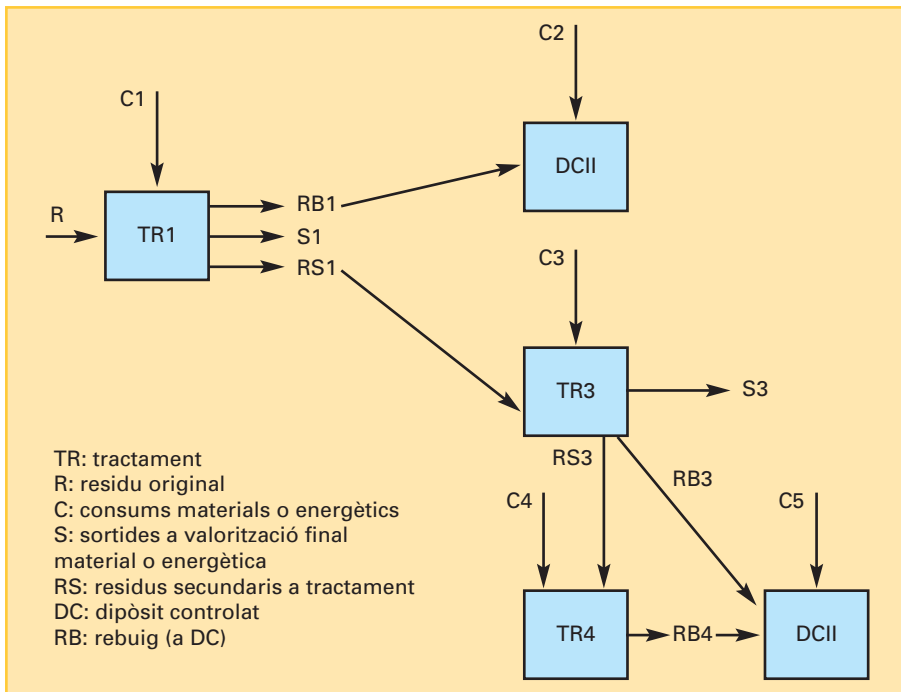 C2
C1
DCII
RB1
R
TR1
S1
C3
RS1
TR3
S3
RS3
RB3
C4
C5
TR4
RB4
DCII
TR: tractament
R: residu original
C: consums materials o energètics
S: sortides a valorització final
material o energètica
RS: residus secundaris a tractament
DC: dipòsit controlat
RB: rebuig (a DC)